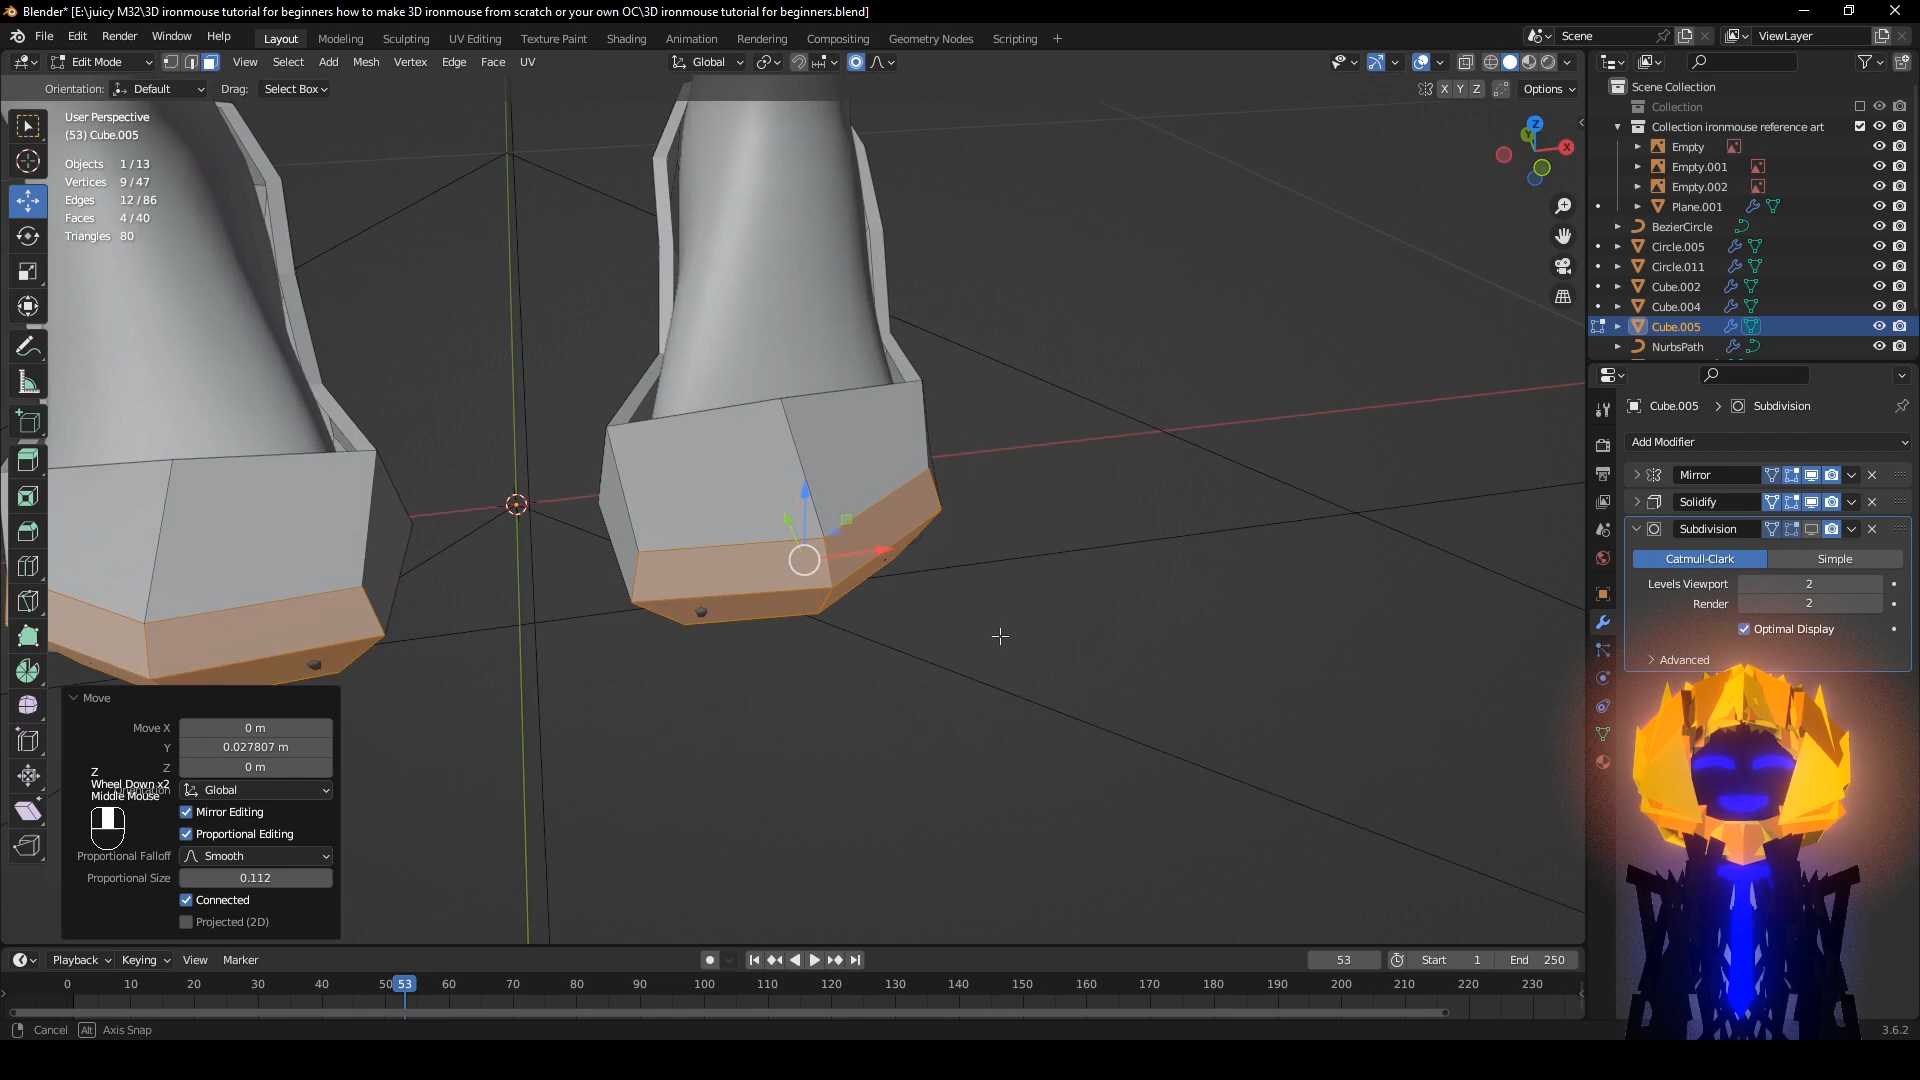 Blender* [E:\juicy M32\3D ironmouse tutorial for beginners how to make 3D ironmouse from scratch or your own OC\3D ironmouse tutorial for beginners.blend]
File Edit Render Window Help Layout Modeling Sculpting UV Editing Texture Paint Shading Animation Rendering Compositing Geometry Nodes Scripting + Scene ViewLayer
Edit Mode View Select Add Mesh Vertex Edge Face UV Global
Orientation: Default Drag: Select Box X Y Z Options
User Perspective
(53) Cube.005
Objects 1 / 13
Vertices 9 / 47
Edges 12 / 86
Faces 4 / 40
Triangles 80
Z
X
Y
Scene Collection
Collection
Collection ironmouse reference art
Empty
Empty.001
Empty.002
Plane.001
BezierCircle
Circle.005
Circle.011
Cube.002
Cube.004
Cube.005
NurbsPath
Cube.005 > Subdivision
Add Modifier
Mirror
Solidify
Subdivision
Catmull-Clark Simple
Levels Viewport 2
Render 2
Optimal Display
Advanced
Move
Move X 0 m
Y 0.027807 m
Z 0 m
Z
Wheel Down x2
Middle Mouse
Global
Mirror Editing
Proportional Editing
Proportional Falloff Smooth
Proportional Size 0.112
Connected
Projected (2D)
Playback Keying View Marker 53 Start 1 End 250
0 10 20 30 40 50 53 60 70 80 90 100 110 120 130 140 150 160 170 180 190 200 210 220 230
Cancel Alt Axis Snap 3.6.2